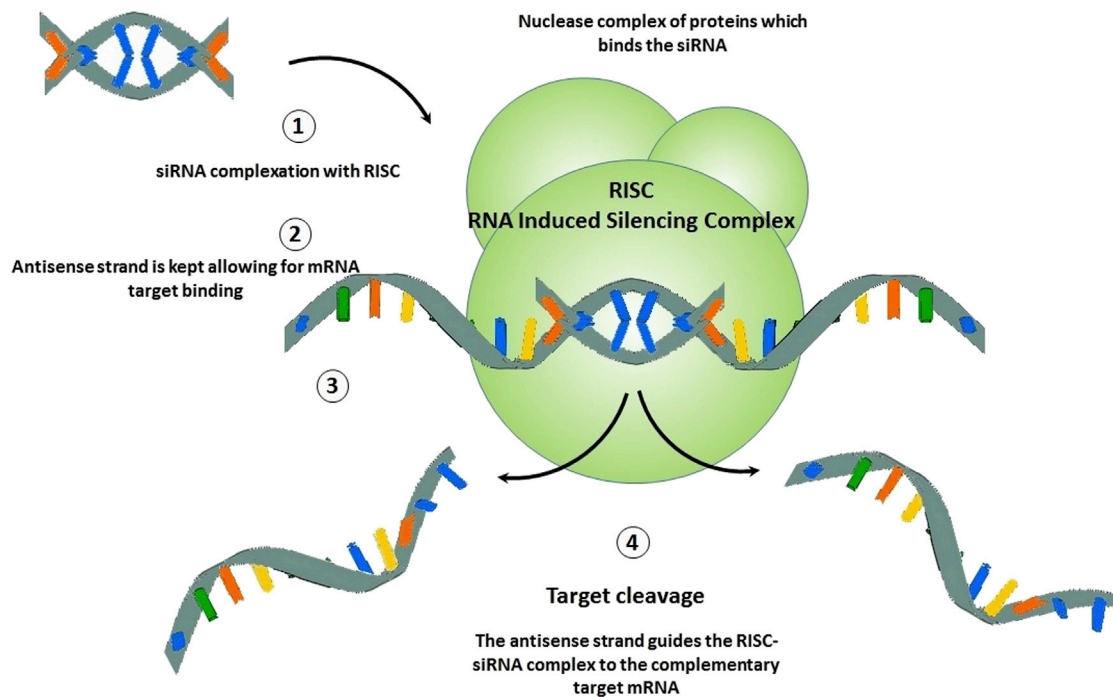 Nuclease complex of proteins which
binds the siRNA
1
siRNA complexation with RISC
RISC
RNA Induced Silencing Complex
2
Antisense strand is kept allowing for mRNA
target binding
3
4
Target cleavage
The antisense strand guides the RISC-
siRNA complex to the complementary
target mRNA